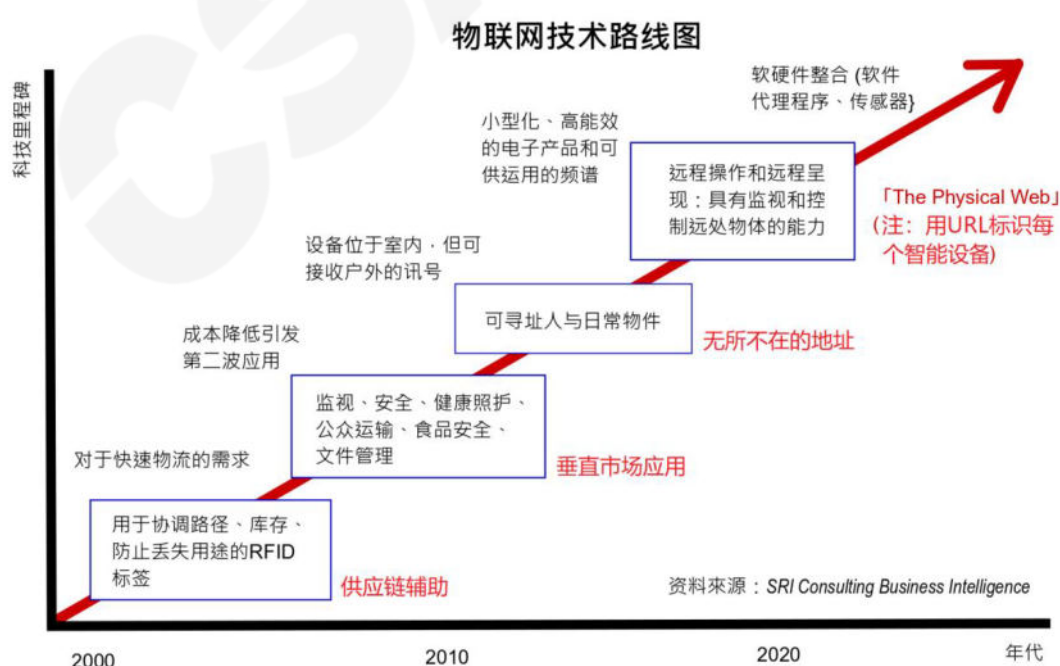 物联网技术路线图
科技里程碑
软硬件整合 (软件
代理程序、传感器}
小型化、高能效
的电子产品和可
供运用的频谱
远程操作和远程呈
现：具有监视和控
制远处物体的能力
「The Physical Web」
(注：用URL标识每
个智能设备)
设备位于室内，但可
接收户外的讯号
可寻址人与日常物件
无所不在的地址
成本降低引发
第二波应用
监视、安全、健康照护、
公众运输、食品安全、
文件管理
垂直市场应用
对于快速物流的需求
用于协调路径、库存、
防止丢失用途的RFID
标签
供应链辅助
资料來源：SRI Consulting Business Intelligence
2000
2010
2020
年代